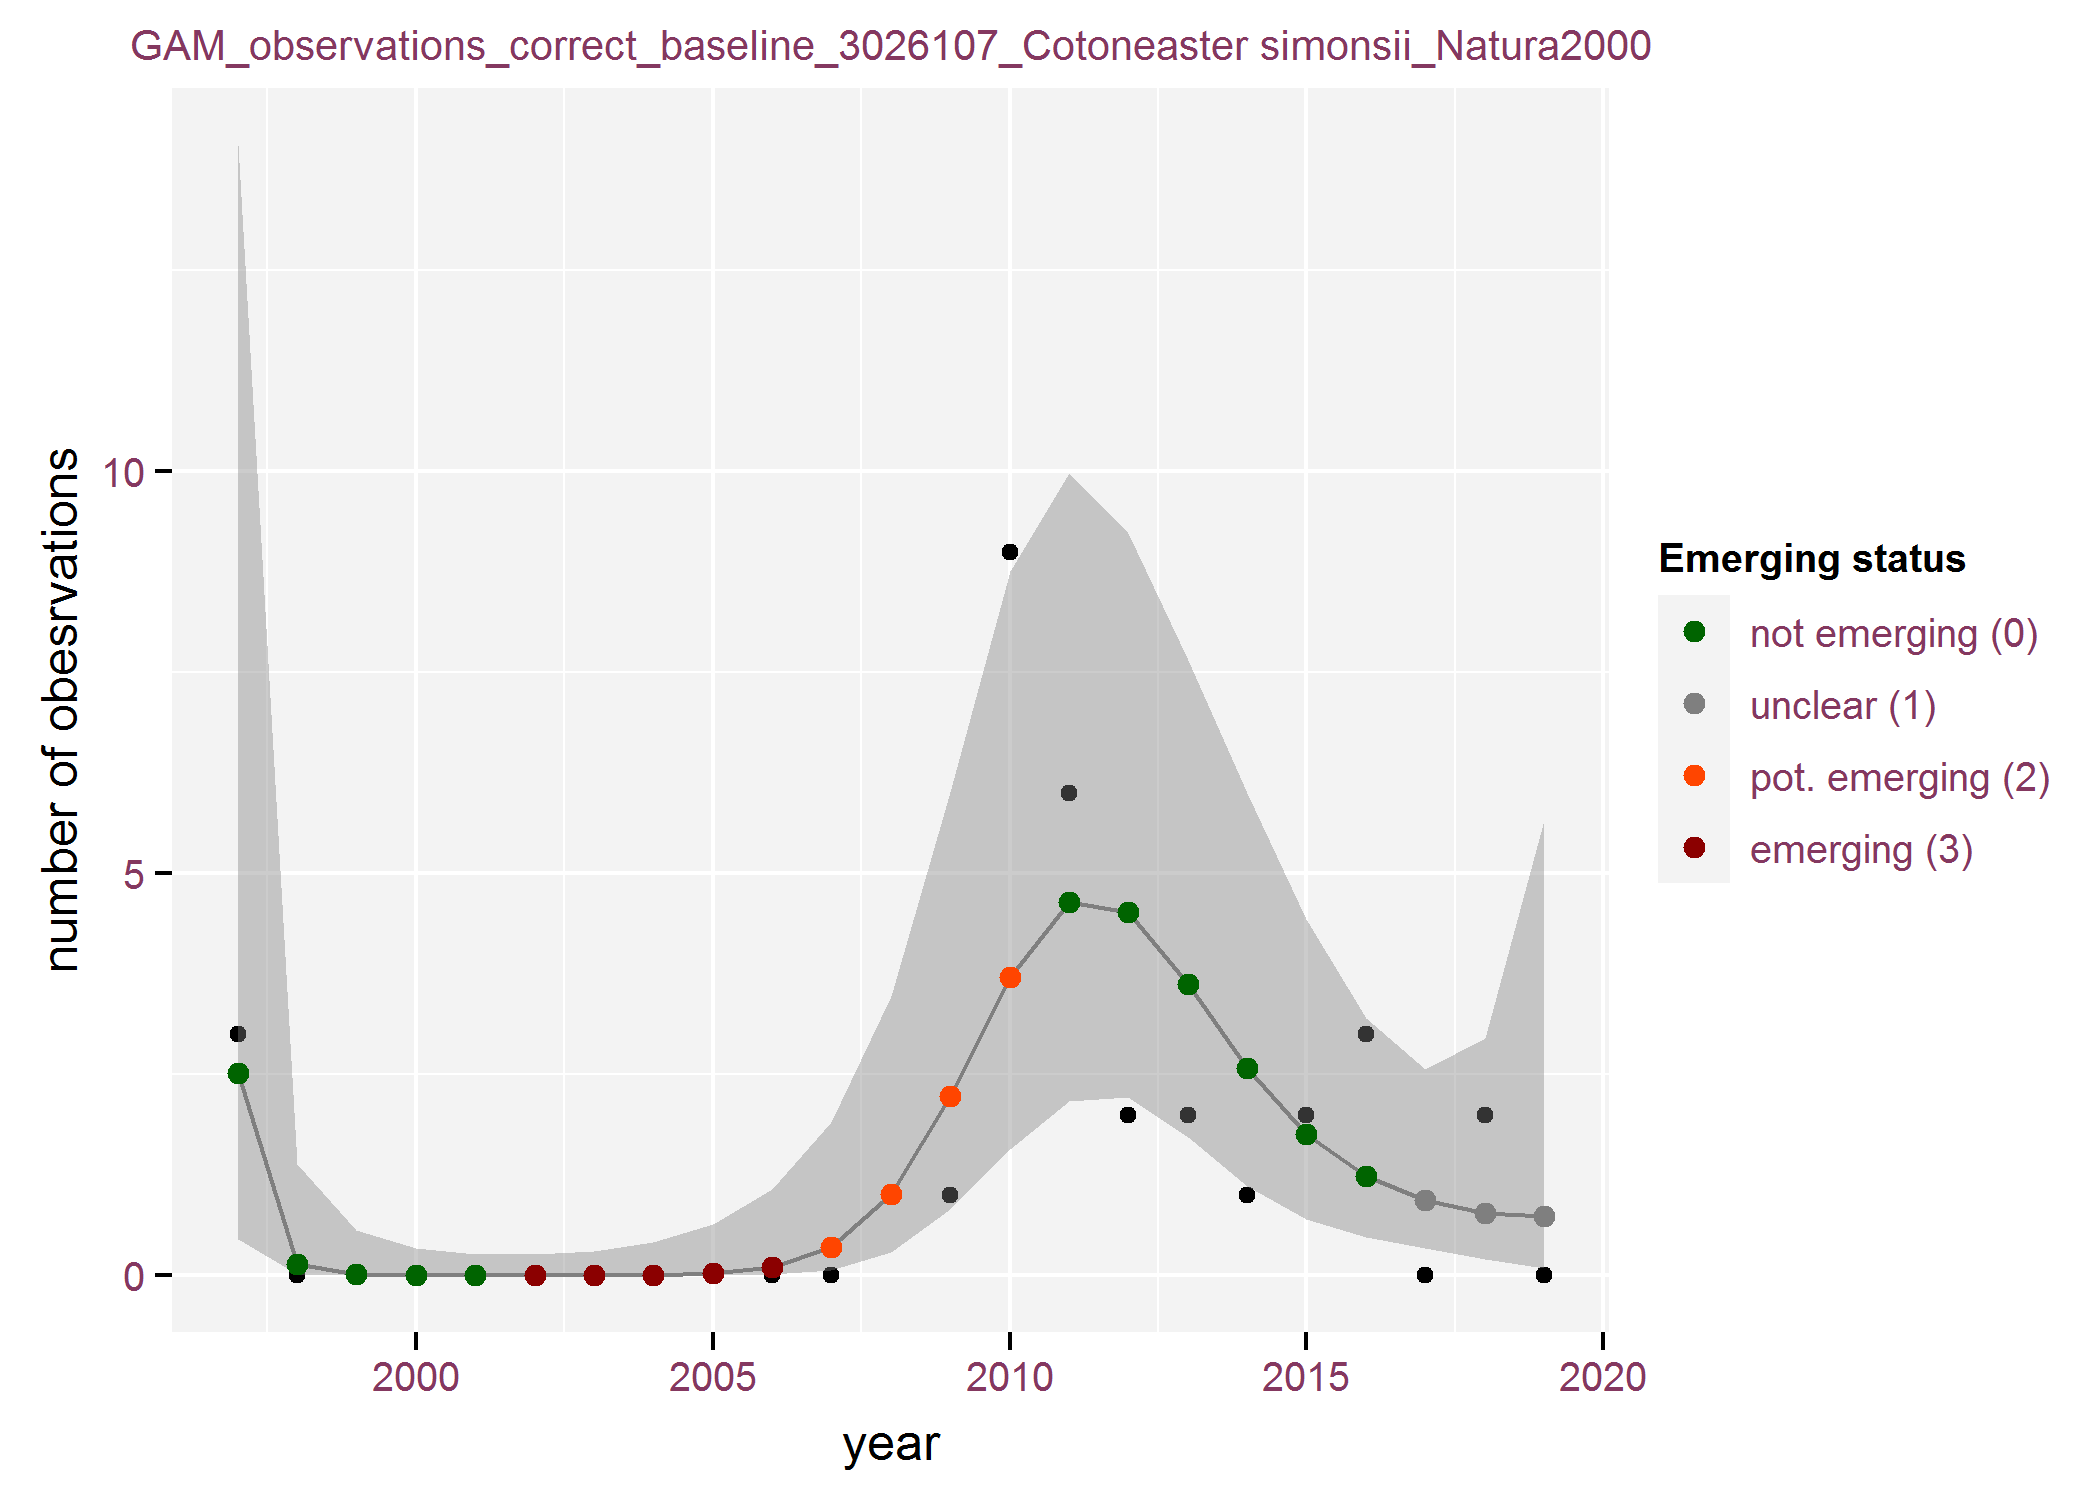 GAM_observations_correct_baseline_3026107_Cotoneaster simonsii_Natura2000
number of obesrvations
10
5
0
2000
2005
2010
2015
2020
year
Emerging status
not emerging (0)
unclear (1)
pot. emerging (2)
emerging (3)